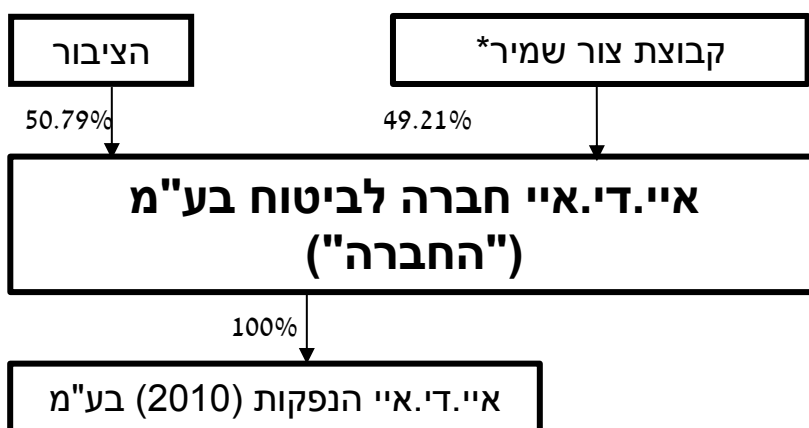 קבוצת צור שמיר*
הציבור
49.21%
50.79%
איי.די.איי חברה לביטוח בע"מ
("החברה")
100%
איי.די.איי הנפקות (2010) בע"מ